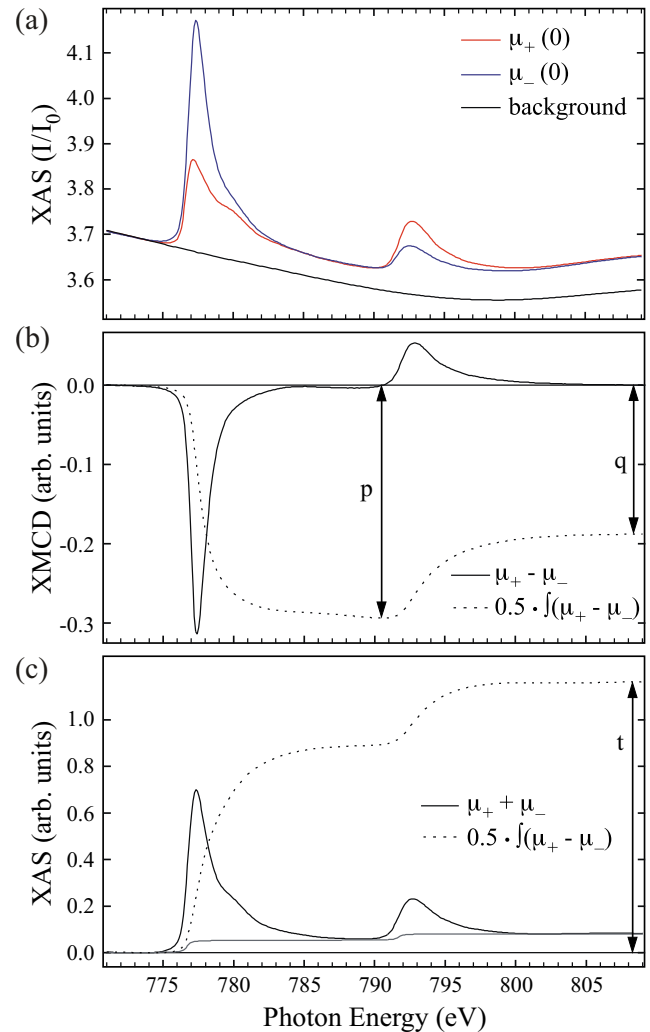 (a)
XAS (I/I₀)
4.1
4.0
3.9
3.8
3.7
3.6
μ₊ (0)
μ₋ (0)
background
(b)
XMCD (arb. units)
0.0
-0.1
-0.2
-0.3
p
q
μ₊ - μ₋
0.5 · ∫(μ₊ - μ₋)
(c)
XAS (arb. units)
1.0
0.8
0.6
0.4
0.2
0.0
t
μ₊ + μ₋
0.5 · ∫(μ₊ - μ₋)
775 780 785 790 795 800 805
Photon Energy (eV)